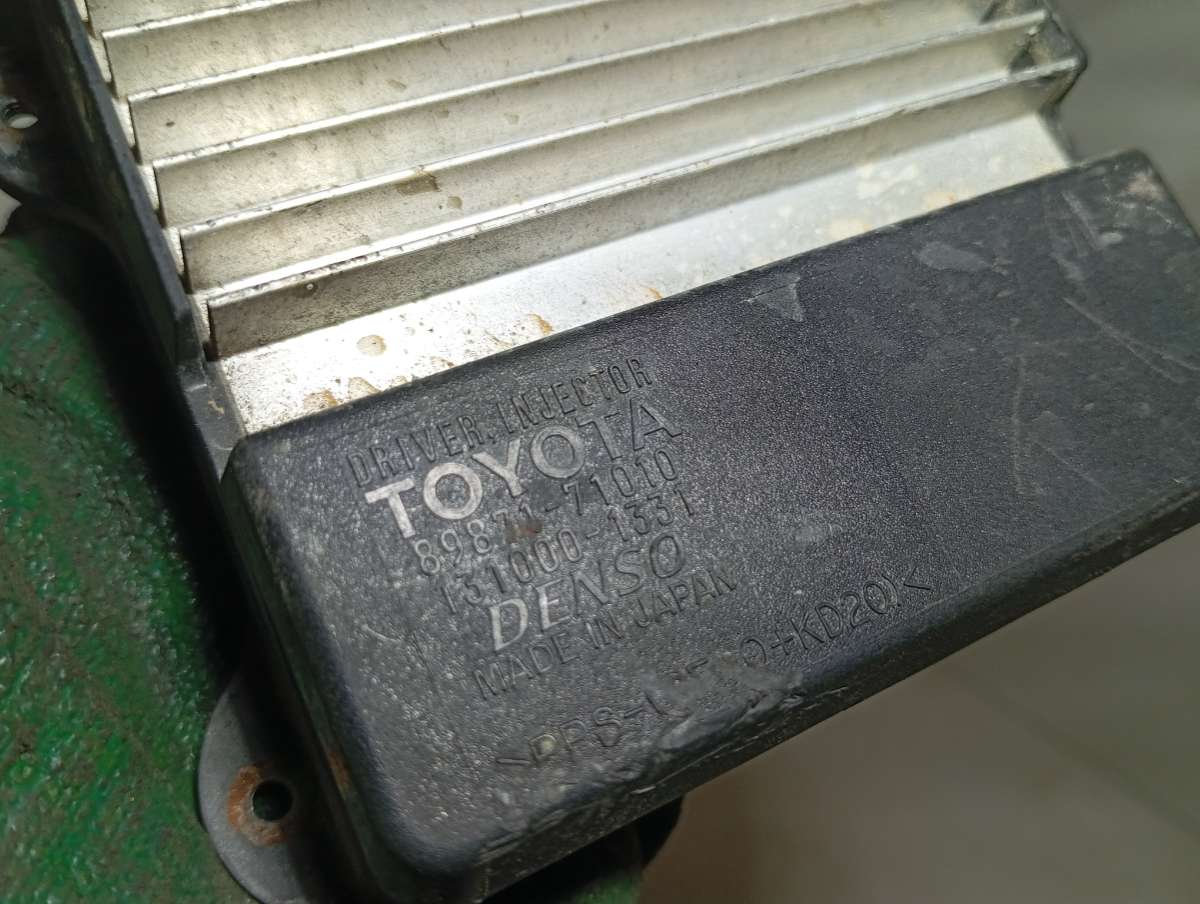 DRIVER, INJECTOR
TOYOTA
89871-71010
131000-1331
DENSO
MADE IN JAPAN